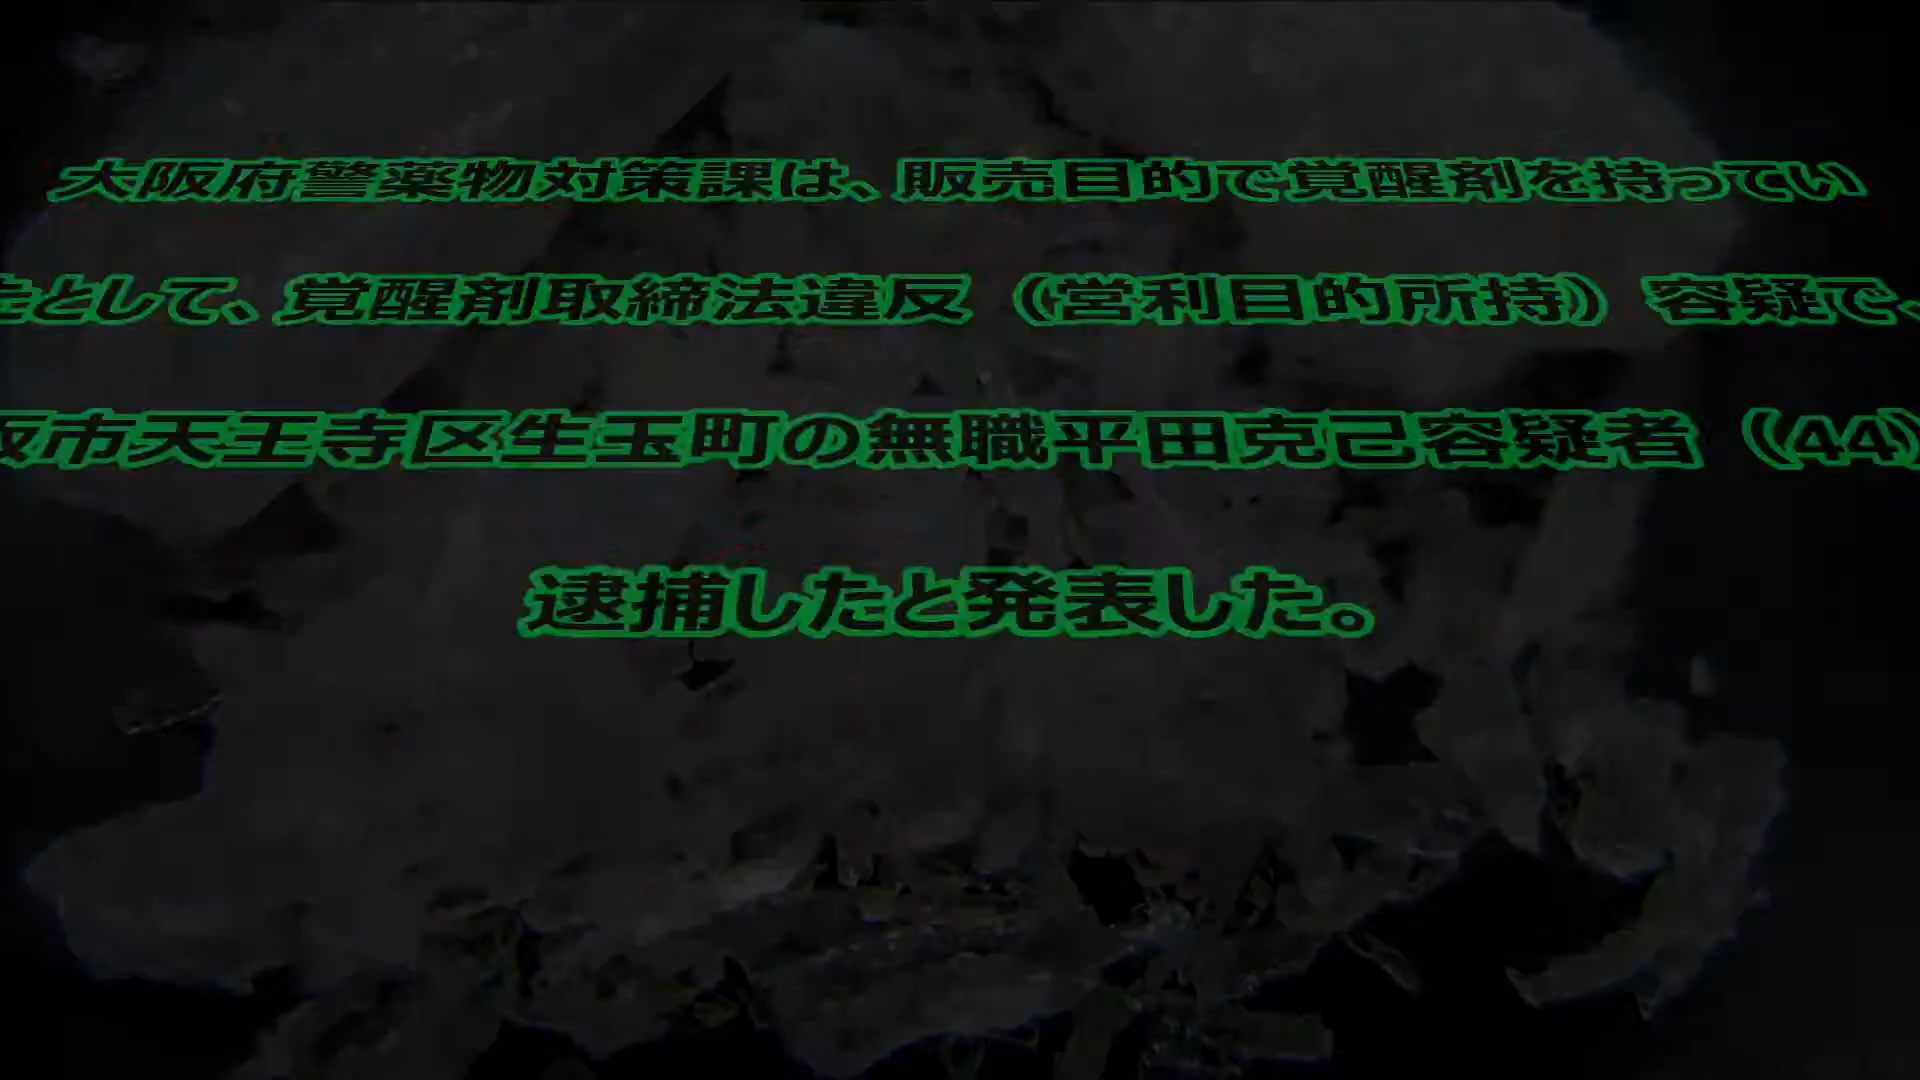 大阪府警薬物対策課は、販売目的で覚醒剤を持ってい
たとして、覚醒剤取締法違反（営利目的所持）容疑で、
阪市天王寺区生玉町の無職平田克己容疑者（44）
逮捕したと発表した。